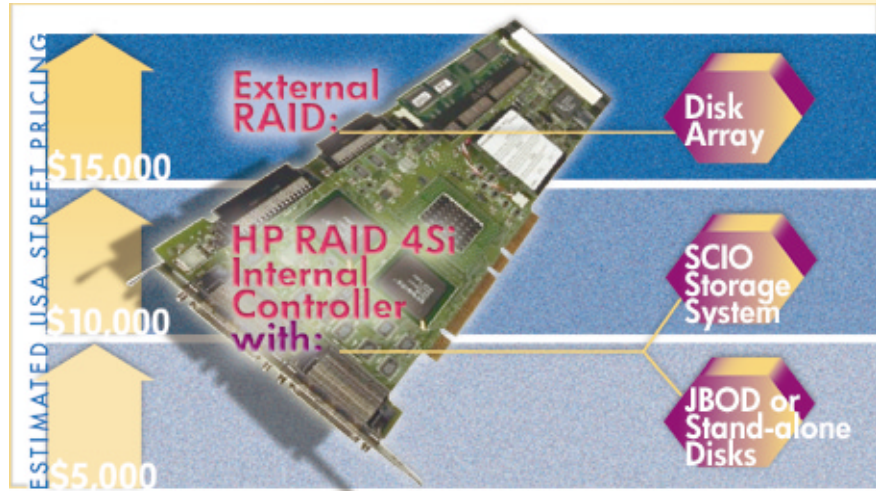 ESTIMATED USA STREET PRICING
$15,000
$10,000
$5,000
External
RAID:
HP RAID 4Si
Internal
Controller
with:
Disk
Array
SCIO
Storage
System
JBOD or
Stand-alone
Disks